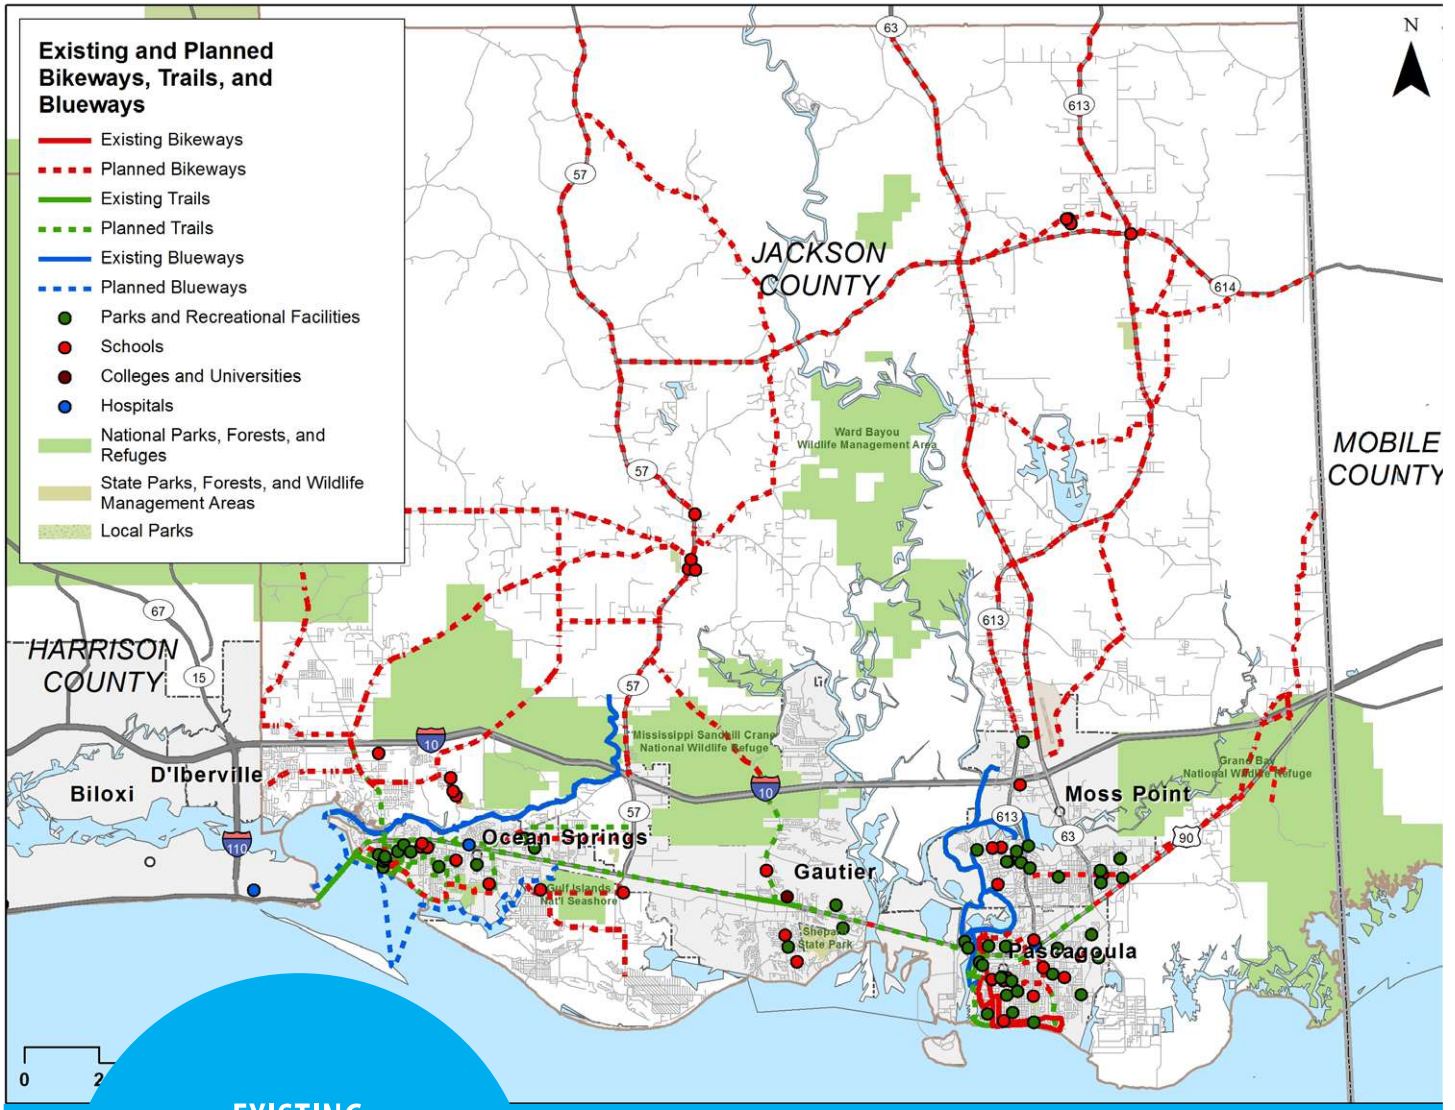 Existing and Planned
Bikeways, Trails, and
Blueways
Existing Bikeways
Planned Bikeways
Existing Trails
Planned Trails
Existing Blueways
Planned Blueways
Parks and Recreational Facilities
Schools
Colleges and Universities
Hospitals
National Parks, Forests, and
Refuges
State Parks, Forests, and Wildlife
Management Areas
Local Parks
N
63
613
57
JACKSON
COUNTY
614
Ward Bayou
Wildlife Management Area
MOBILE
COUNTY
57
67
HARRISON
COUNTY
15
613
57
10
Mississippi Sandhill Crane
National Wildlife Refuge
Grand Bay
National Wildlife Refuge
D'Iberville
Biloxi
10
Moss Point
57
613
63
90
110
Ocean Springs
Gautier
Gulf Islands
Nat'l Seashore
Shepard
State Park
Pascagoula
0
2
EXISTING